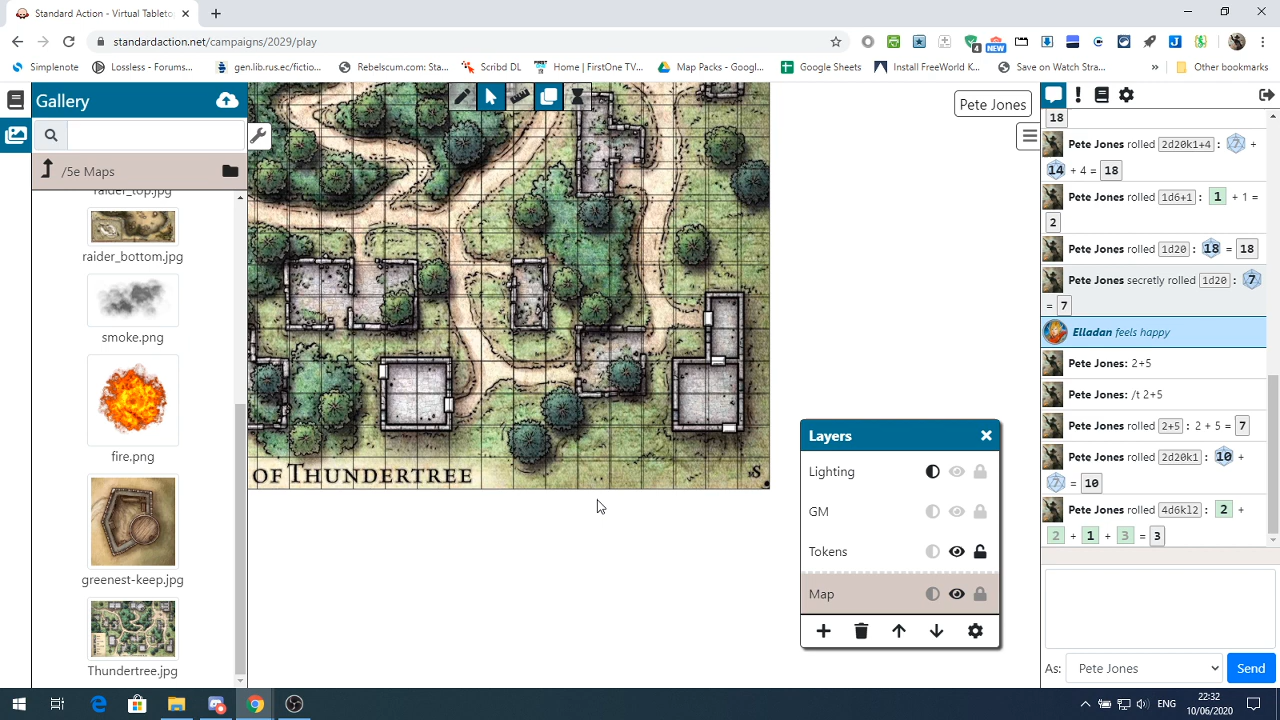 Standard Action - Virtual Tableto
standardaction.net/campaigns/2029/play
4
NEW
Simplenote
Lossless - Forums...
gen.lib.rus.ec/fictio...
Rebelscum.com: Sta...
Scribd DL
Home | FirstOne TV...
Map Packs - Googl...
Google Sheets
Install FreeWorld K...
Save on Watch Stra...
»
Other bookmarks
Gallery
/5e Maps
raider_top.jpg
raider_bottom.jpg
smoke.png
fire.png
greenest-keep.jpg
Thundertree.jpg
OF THUNDERTREE
Pete Jones
Layers
Lighting
GM
Tokens
Map
18
Pete Jones rolled 2d20k1+4 : 7 +
14 + 4 = 18
Pete Jones rolled 1d6+1 : 1 + 1 =
2
Pete Jones rolled 1d20 : 18 = 18
Pete Jones secretly rolled 1d20 : 7
= 7
Elladan feels happy
Pete Jones: 2+5
Pete Jones: /t 2+5
Pete Jones rolled 2+5 : 2 + 5 = 7
Pete Jones rolled 2d20k1 : 10 +
7 = 10
Pete Jones rolled 4d6kl2 : 2 +
2 + 1 + 3 = 3
As: Pete Jones
Send
ENG
22:32
10/06/2020